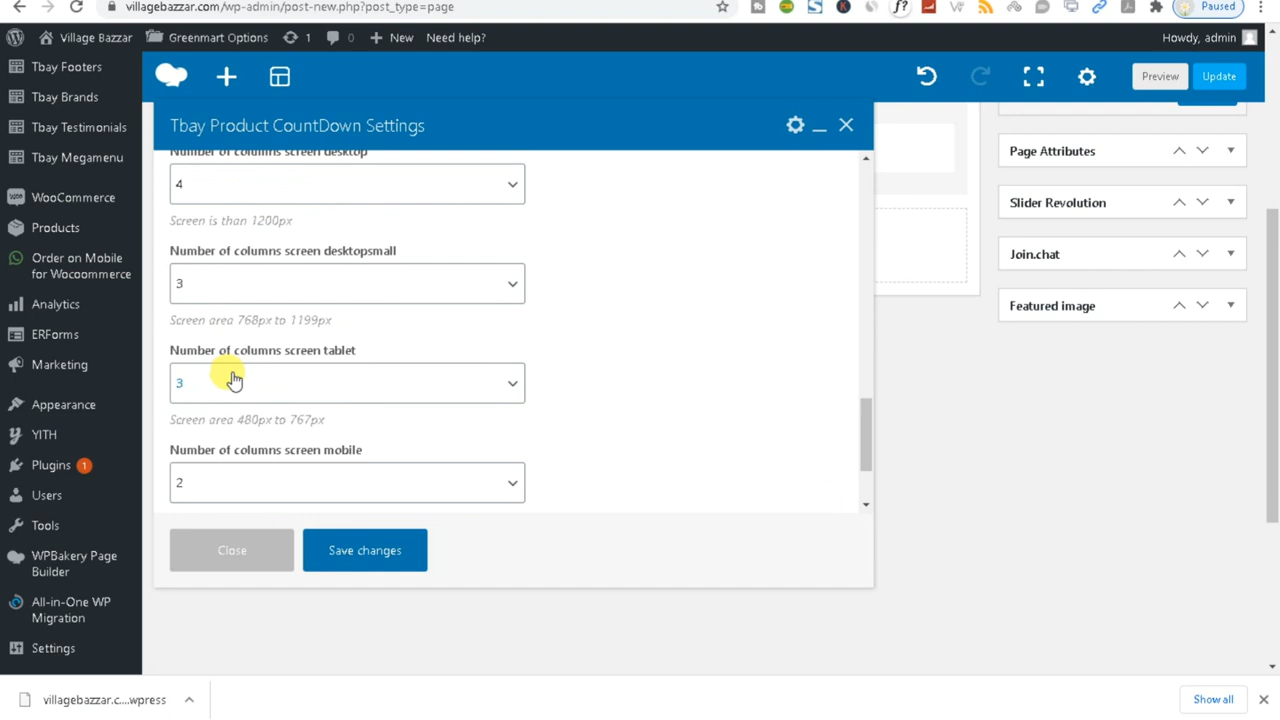 villagebazzar.com/wp-admin/post-new.php?post_type=page
Paused
Village Bazzar
Greenmart Options
1
0
New
Need help?
Howdy, admin
Tbay Footers
Tbay Brands
Tbay Testimonials
Tbay Megamenu
WooCommerce
Products
Order on Mobile
for Wocoommerce
Analytics
ERForms
Marketing
Appearance
YITH
Plugins 1
Users
Tools
WPBakery Page
Builder
All-in-One WP
Migration
Settings
Preview
Update
Tbay Product CountDown Settings
Number of columns screen desktop
4
Screen is than 1200px
Number of columns screen desktopsmall
3
Screen area 768px to 1199px
Number of columns screen tablet
3
Screen area 480px to 767px
Number of columns screen mobile
2
Close
Save changes
Page Attributes
Slider Revolution
Join.chat
Featured image
villagebazzar.c....wpress
Show all